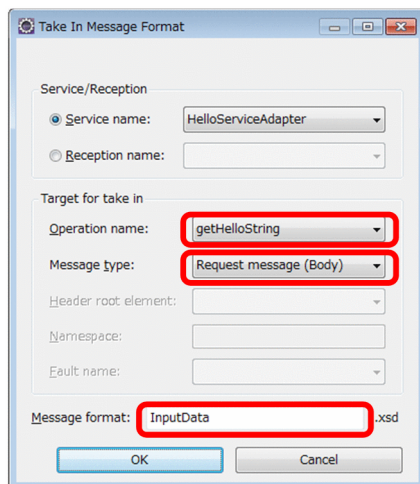 Take In Message Format
Service/Reception
Service name: HelloServiceAdapter
Reception name:
Target for take in
Operation name: getHelloString
Message type: Request message (Body)
Header root element:
Namespace:
Fault name:
Message format: InputData .xsd
OK Cancel